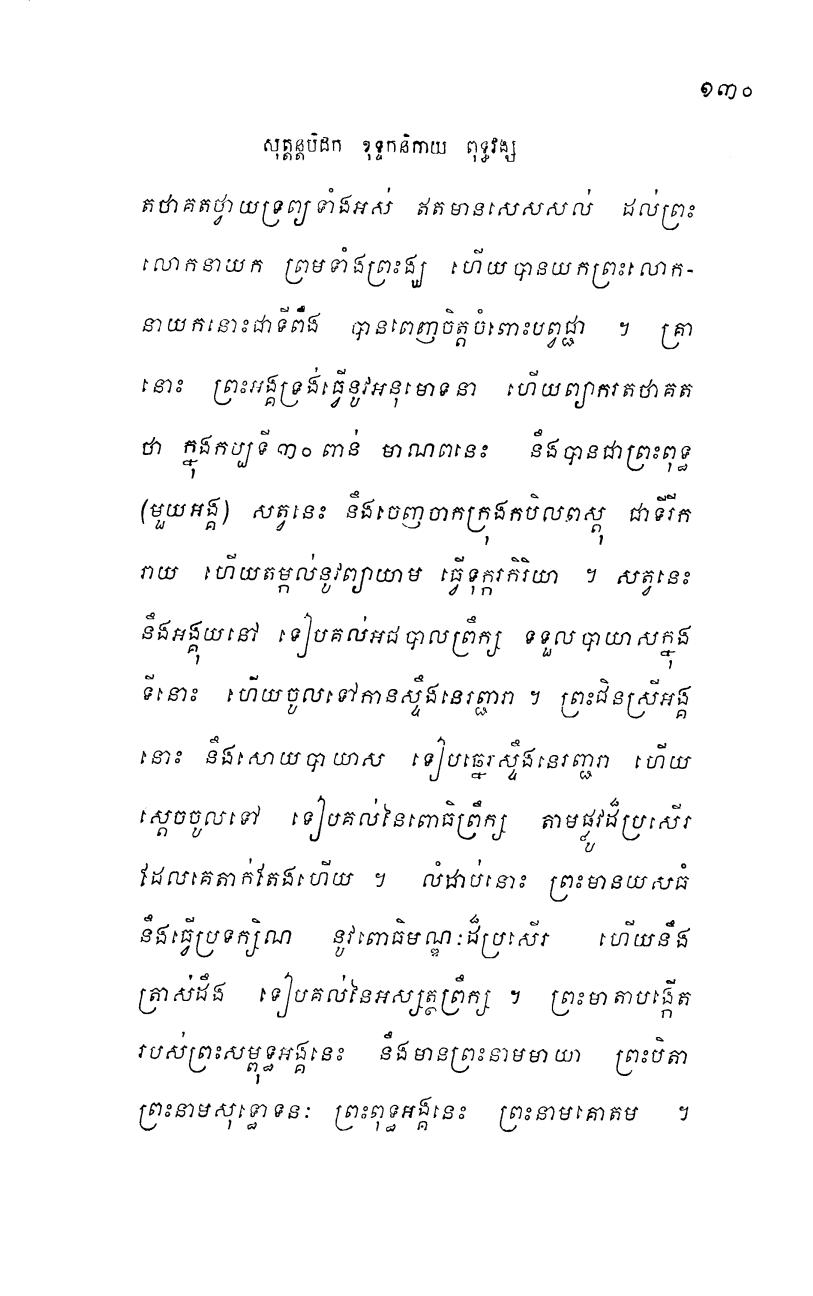 ១៣០
សុត្តន្តបិដក ខុទ្ទកនិកាយ ពុទ្ធវង្ស
តថាគតថ្វាយទ្រព្យទាំងអស់ ឥតមានសេសសល់ ដល់ព្រះ
លោកនាយក ព្រមទាំងព្រះង្ឃ ហើយបានយកព្រះលោក-
នាយកនោះជាទីពឹង បានពេញចិត្តចំពោះបព្វជ្ជា ។ គ្រា
នោះ ព្រះអង្គទ្រង់ធ្វើនូវអនុមោទនា ហើយព្យាករតថាគត
ថា ក្នុងកប្បទី ៣០ ពាន់ មាណពនេះ នឹងបានជាព្រះពុទ្ធ
(មួយអង្គ) សត្វនេះ នឹងចេញចាកក្រុងកបិលពស្តុ ជាទីរីក
រាយ ហើយតម្កល់នូវព្យាយាម ធ្វើទុក្ករកិរិយា ។ សត្វនេះ
នឹងអង្គុយនៅ ទៀបគល់អជបាលព្រឹក្ស ទទួលបាយាសក្នុង
ទីនោះ ហើយចូលទៅកានស្ទឹងនេរញ្ជរា ។ ព្រះជិនស្រីអង្គ
នោះ នឹងសោយបាយាស ទៀបឆ្នេរស្ទឹងនេរញ្ជរា ហើយ
ស្តេចចូលទៅ ទៀបគល់នៃពោធិព្រឹក្ស តាមផ្លូវដ៏ប្រសើរ
ដែលគេតាក់តែងហើយ ។ លំដាប់នោះ ព្រះមានយសធំ
នឹងធ្វើប្រទក្សិណ នូវពោធិមណ្ឌៈដ៏ប្រសើរ ហើយនឹង
ត្រាស់ដឹង ទៀបគល់នៃអស្សត្ថព្រឹក្ស ។ ព្រះមាតាបង្កើត
របស់ព្រះសម្ពុទ្ធអង្គនេះ នឹងមានព្រះនាមមាយា ព្រះបិតា
ព្រះនាមសុទ្ធោទនៈ ព្រះពុទ្ធអង្គនេះ ព្រះនាមគោតម ។